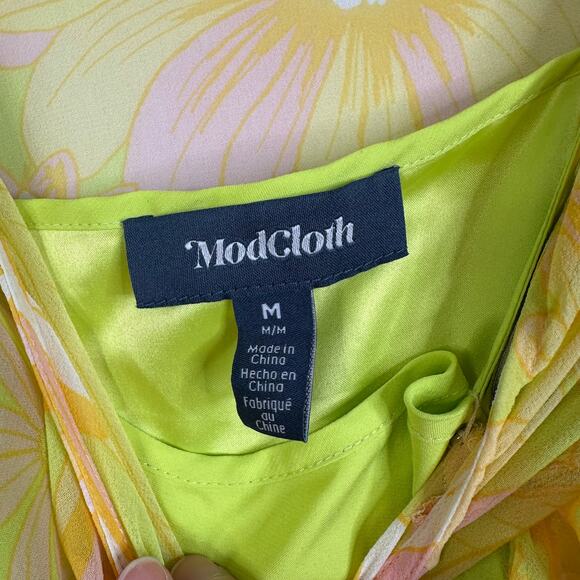 ModCloth
M
M/M
Made in
China
Hecho en
China
Fabriqué
au
Chine